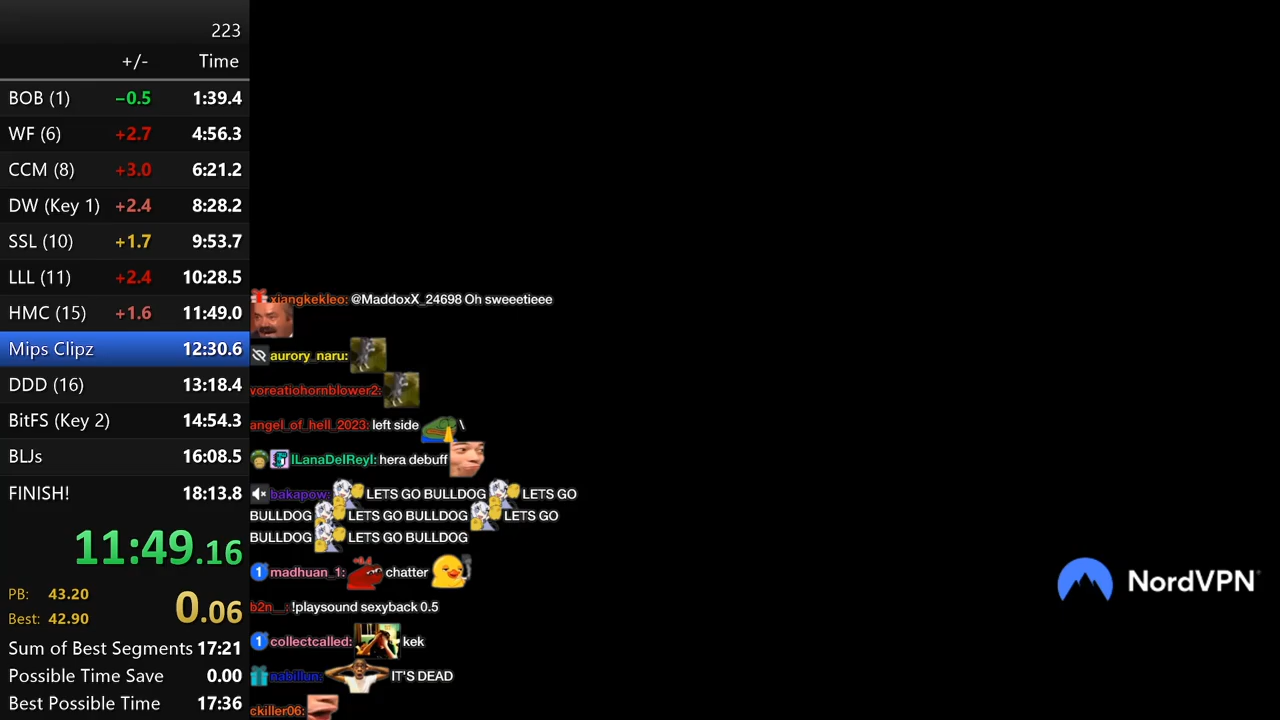 223
+/- Time
BOB (1) −0.5 1:39.4
WF (6) +2.7 4:56.3
CCM (8) +3.0 6:21.2
DW (Key 1) +2.4 8:28.2
SSL (10) +1.7 9:53.7
LLL (11) +2.4 10:28.5
HMC (15) +1.6 11:49.0
Mips Clipz 12:30.6
DDD (16) 13:18.4
BitFS (Key 2) 14:54.3
BLJs 16:08.5
FINISH! 18:13.8
11:49.16
PB: 43.20
Best: 42.90
0.06
Sum of Best Segments 17:21
Possible Time Save 0.00
Best Possible Time 17:36
xiangkekleo: @MaddoxX_24698 Oh sweeetieee
aurory_naru:
voreatiohornblower2:
angel_of_hell_2023: left side \
lLanaDelReyl: hera debuff
bakapow: LETS GO BULLDOG LETS GO
BULLDOG LETS GO BULLDOG LETS GO
BULLDOG LETS GO BULLDOG
madhuan_1: chatter
b2n__: !playsound sexyback 0.5
collectcalled: kek
nabillun: IT'S DEAD
ckiller06:
NordVPN